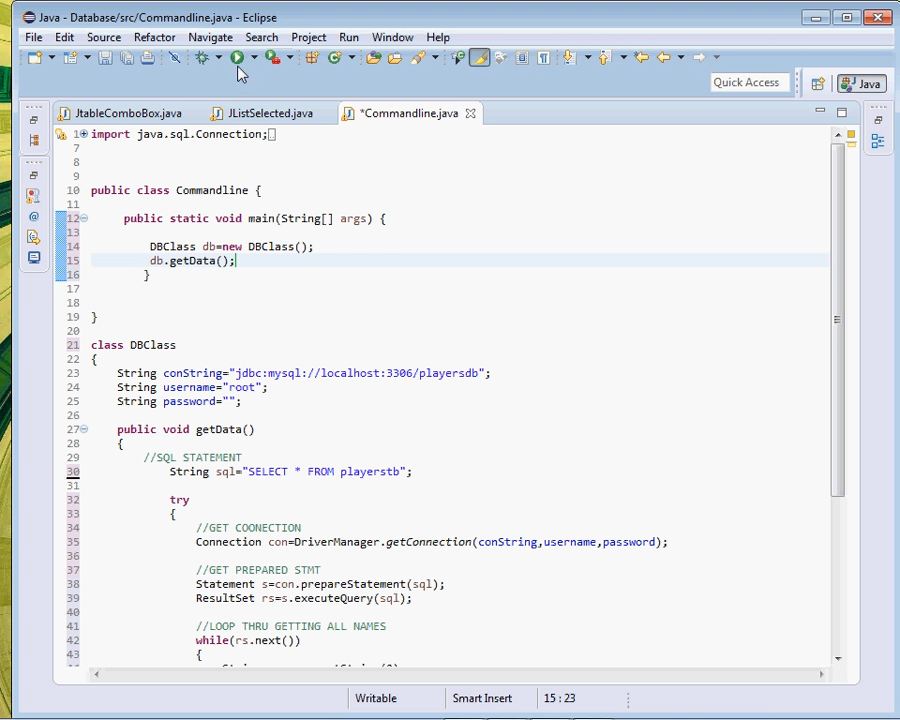 Java - Database/src/Commandline.java - Eclipse
File Edit Source Refactor Navigate Search Project Run Window Help
Quick Access Java
JtableComboBox.java JListSelected.java *Commandline.java
1 import java.sql.Connection;
7
8
9
10 public class Commandline {
11
12 public static void main(String[] args) {
13
14 DBClass db=new DBClass();
15 db.getData();
16 }
17
18
19 }
20
21 class DBClass
22 {
23 String conString="jdbc:mysql://localhost:3306/playersdb";
24 String username="root";
25 String password="";
26
27 public void getData()
28 {
29 //SQL STATEMENT
30 String sql="SELECT * FROM playerstb";
31
32 try
33 {
34 //GET COONECTION
35 Connection con=DriverManager.getConnection(conString,username,password);
36
37 //GET PREPARED STMT
38 Statement s=con.prepareStatement(sql);
39 ResultSet rs=s.executeQuery(sql);
40
41 //LOOP THRU GETTING ALL NAMES
42 while(rs.next())
43 {
Writable Smart Insert 15 : 23